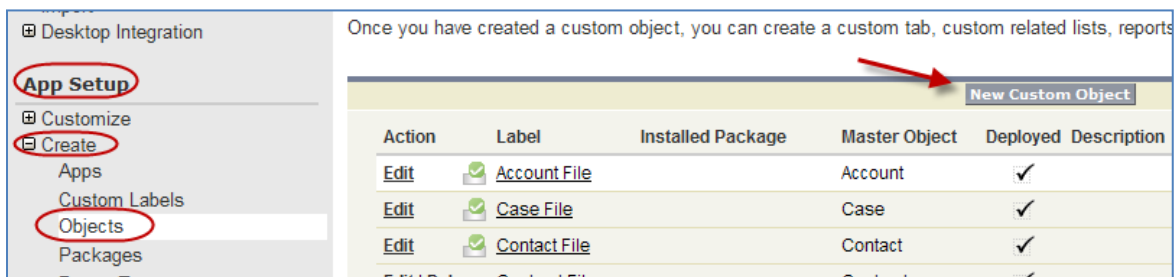 Desktop Integration
App Setup
Customize
Create
Apps
Custom Labels
Objects
Packages
Once you have created a custom object, you can create a custom tab, custom related lists, reports
New Custom Object
Action Label Installed Package Master Object Deployed Description
Edit Account File Account
Edit Case File Case
Edit Contact File Contact